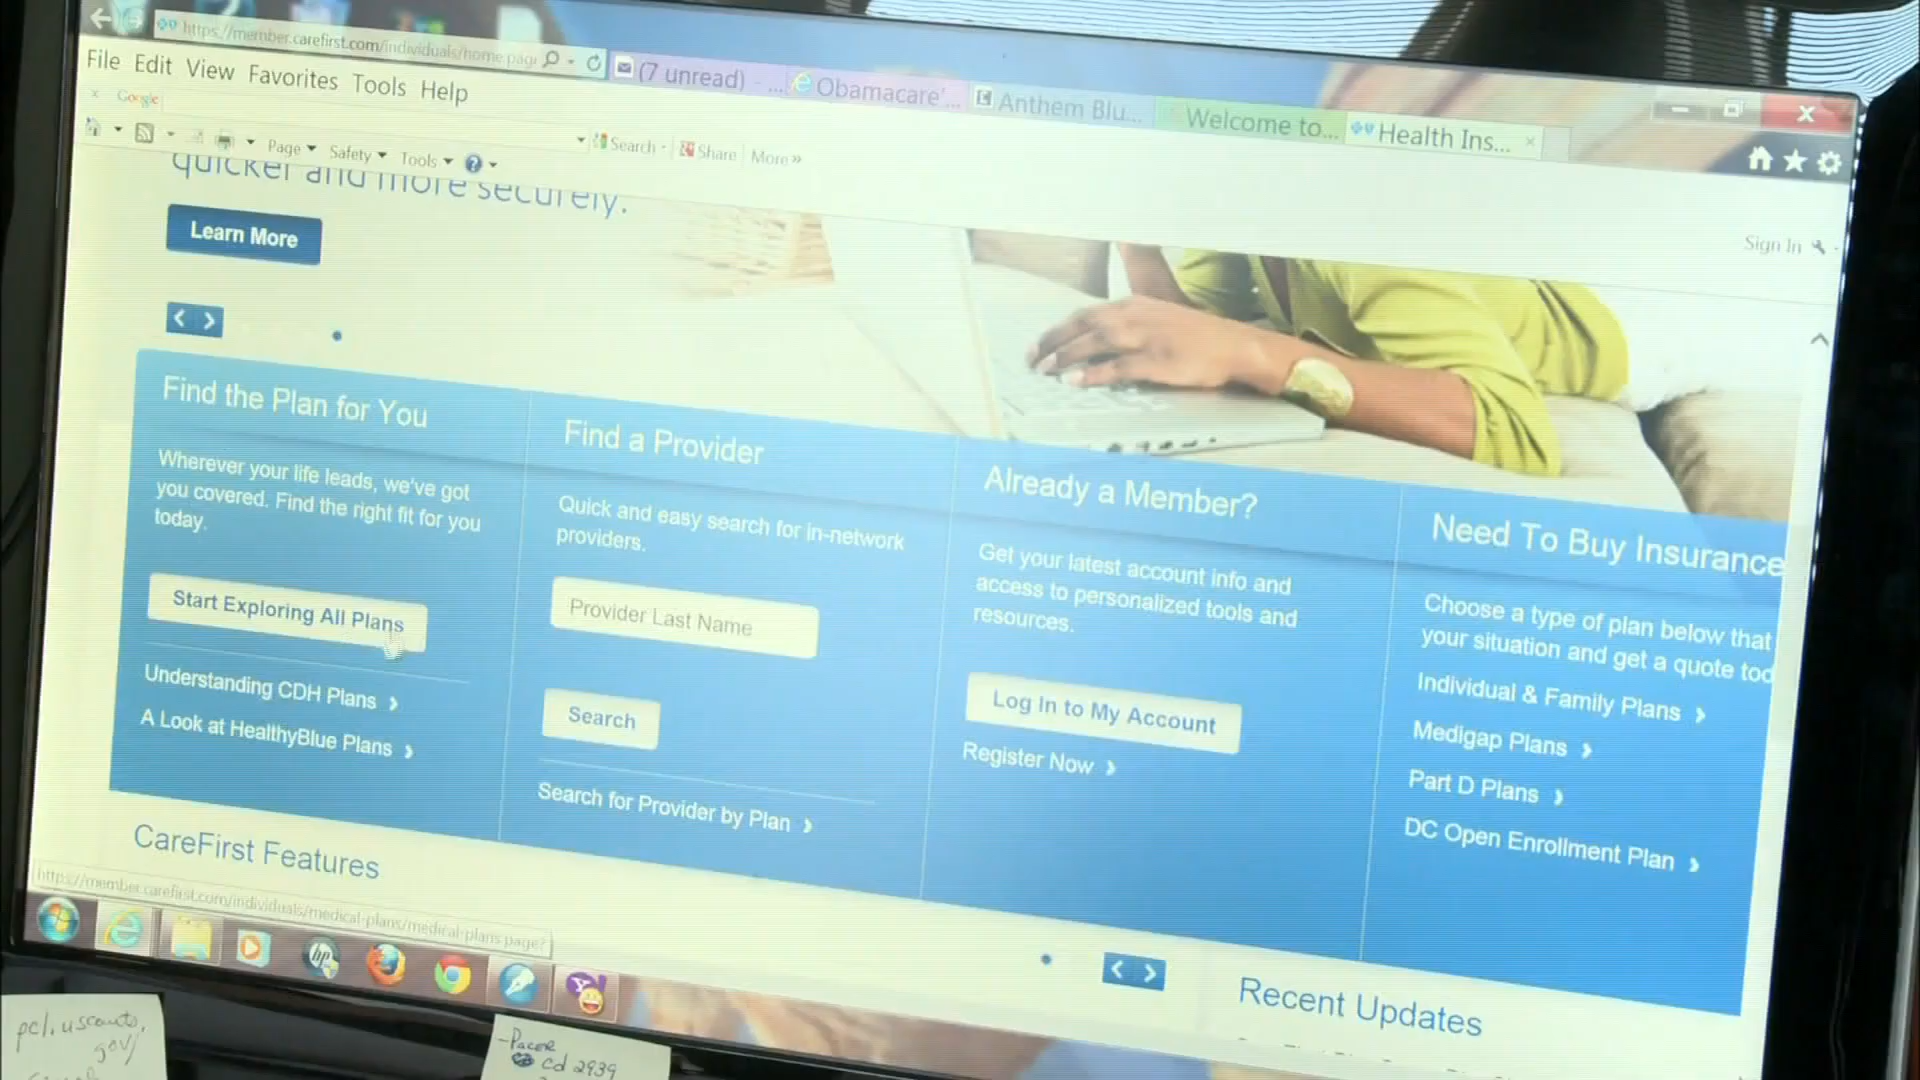 https://member.carefirst.com/individuals/home.page
(7 unread) - ...
Obamacare'...
Anthem Blu...
Welcome to...
Health Ins...
File Edit View Favorites Tools Help
Google
Search
Share
More »
Page Safety Tools
Sign In
quicker and more securely.
Learn More
Find the Plan for You
Wherever your life leads, we've got
you covered. Find the right fit for you
today.
Start Exploring All Plans
Understanding CDH Plans
A Look at HealthyBlue Plans
Find a Provider
Quick and easy search for in-network
providers.
Provider Last Name
Search
Search for Provider by Plan
Already a Member?
Get your latest account info and
access to personalized tools and
resources.
Log In to My Account
Register Now
Need To Buy Insurance
Choose a type of plan below that
your situation and get a quote tod
Individual & Family Plans
Medigap Plans
Part D Plans
DC Open Enrollment Plan
CareFirst Features
Recent Updates
https://member.carefirst.com/individuals/medical-plans/medical-plans.page?
hp
pcl.uscourts.
gov/
-Pacer
cd 2939